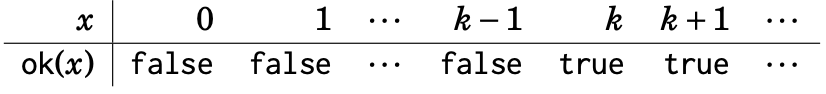 x 0 1 ··· k − 1 k k + 1 ···
ok(x) false false ··· false true true ···